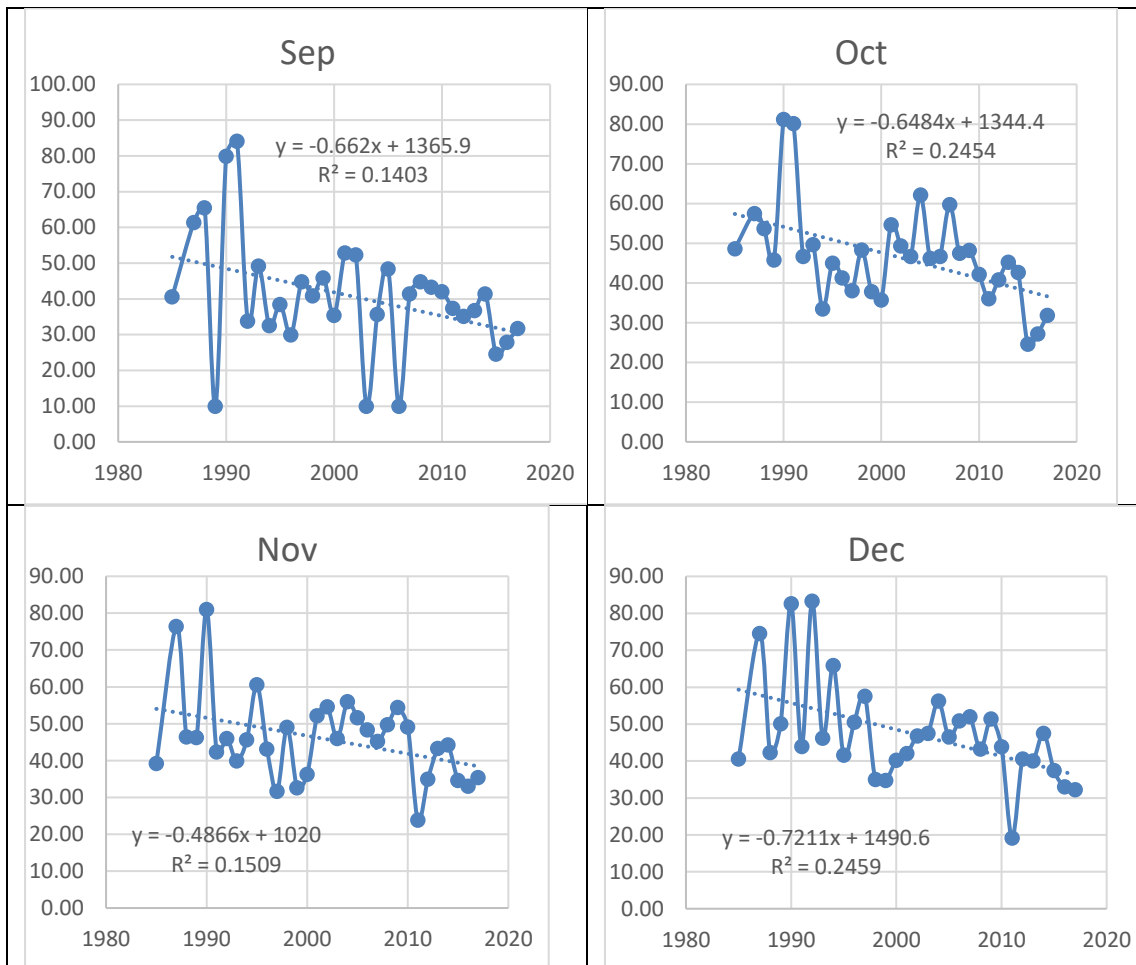 Sep
100.00
90.00
80.00
70.00
60.00
50.00
40.00
30.00
20.00
10.00
0.00
y = -0.662x + 1365.9
R² = 0.1403
1980 1990 2000 2010 2020
Oct
90.00
80.00
70.00
60.00
50.00
40.00
30.00
20.00
10.00
0.00
y = -0.6484x + 1344.4
R² = 0.2454
1980 1990 2000 2010 2020
Nov
90.00
80.00
70.00
60.00
50.00
40.00
30.00
20.00
10.00
0.00
y = -0.4866x + 1020
R² = 0.1509
1980 1990 2000 2010 2020
Dec
90.00
80.00
70.00
60.00
50.00
40.00
30.00
20.00
10.00
0.00
y = -0.7211x + 1490.6
R² = 0.2459
1980 1990 2000 2010 2020